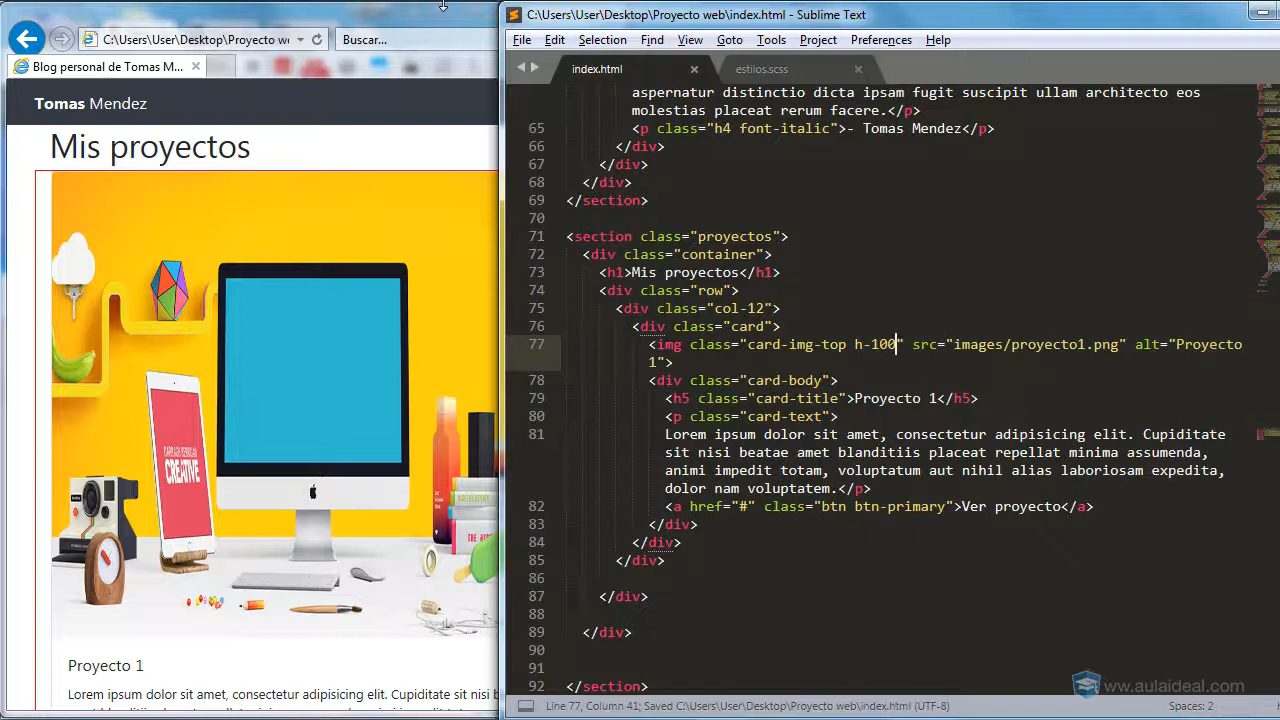 C:\Users\User\Desktop\Proyecto we
Buscar...
Blog personal de Tomas M...
Tomas Mendez
Mis proyectos
CREATIVE
Proyecto 1
Lorem ipsum dolor sit amet, consectetur adipisicing elit. Cupiditate sit nisi b
C:\Users\User\Desktop\Proyecto web\index.html - Sublime Text
File Edit Selection Find View Goto Tools Project Preferences Help
index.html
estilos.scss
aspernatur distinctio dicta ipsam fugit suscipit ullam architecto eos
molestias placeat rerum facere.</p>
65 <p class="h4 font-italic">- Tomas Mendez</p>
66 </div>
67 </div>
68 </div>
69 </section>
70
71 <section class="proyectos">
72 <div class="container">
73 <h1>Mis proyectos</h1>
74 <div class="row">
75 <div class="col-12">
76 <div class="card">
77 <img class="card-img-top h-100" src="images/proyecto1.png" alt="Proyecto
1">
78 <div class="card-body">
79 <h5 class="card-title">Proyecto 1</h5>
80 <p class="card-text">
81 Lorem ipsum dolor sit amet, consectetur adipisicing elit. Cupiditate
sit nisi beatae amet blanditiis placeat repellat minima assumenda,
animi impedit totam, voluptatum aut nihil alias laboriosam expedita,
dolor nam voluptatem.</p>
82 <a href="#" class="btn btn-primary">Ver proyecto</a>
83 </div>
84 </div>
85 </div>
86
87 </div>
88
89 </div>
90
91
92 </section>
www.aulaideal.com
Line 77, Column 41; Saved C:\Users\User\Desktop\Proyecto web\index.html (UTF-8)
Spaces: 2